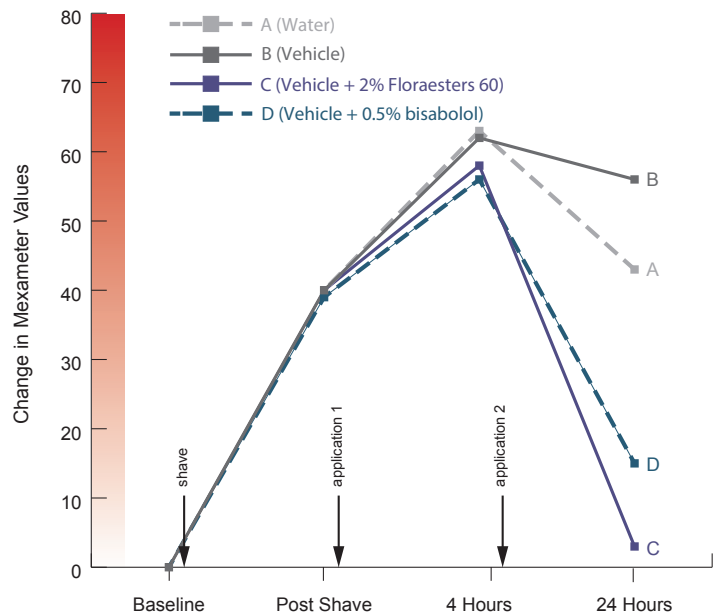 80
70
60
50
40
30
20
10
0
Change in Mexameter Values
A (Water)
B (Vehicle)
C (Vehicle + 2% Floraesters 60)
D (Vehicle + 0.5% bisabolol)
B
A
D
C
shave
application 1
application 2
Baseline
Post Shave
4 Hours
24 Hours